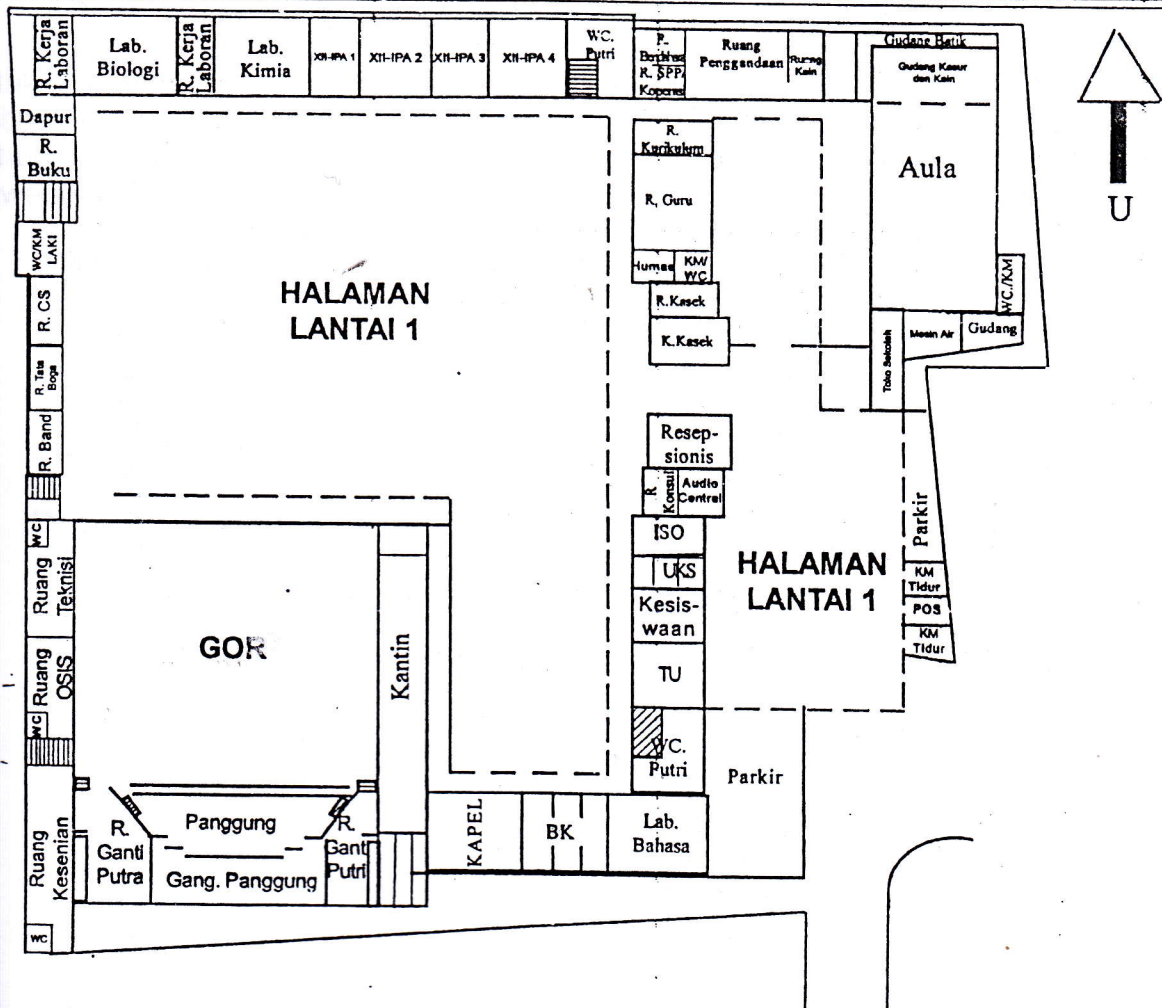 R. Kerja
Laboran
Lab.
Biologi
R. Kerja
Laboran
Lab.
Kimia
XII-IPA 1
XII-IPA 2
XII-IPA 3
XII-IPA 4
WC.
Putri
R.
R. SPP/
Koperasi
Ruang
Penggandaan
Ruang
Kain
Gudang Batik
Gudang Kasur
dan Kain
Dapur
R.
Buku
WC/KM
LAKI
R. CS
R. Tata
Boga
R. Band
HALAMAN
LANTAI 1
R.
Kurikulum
R, Guru
Humas
KM/
WC
R.Kasek
K.Kasek
Aula
U
WC./KM
Toko Sekolah
Mesin Air
Gudang
Resep-
sionis
R
Konsul
Audio
Central
ISO
UKS
Kesis-
waan
TU
WC.
Putri
HALAMAN
LANTAI 1
Parkir
KM
Tidur
POS
KM
Tidur
Parkir
WC
Ruang
Teknisi
Ruang
OSIS
WC
GOR
Kantin
Ruang
Kesenian
WC
R.
Ganti
Putra
Panggung
Gang. Panggung
R.
Ganti
Putri
KAPEL
BK
Lab.
Bahasa